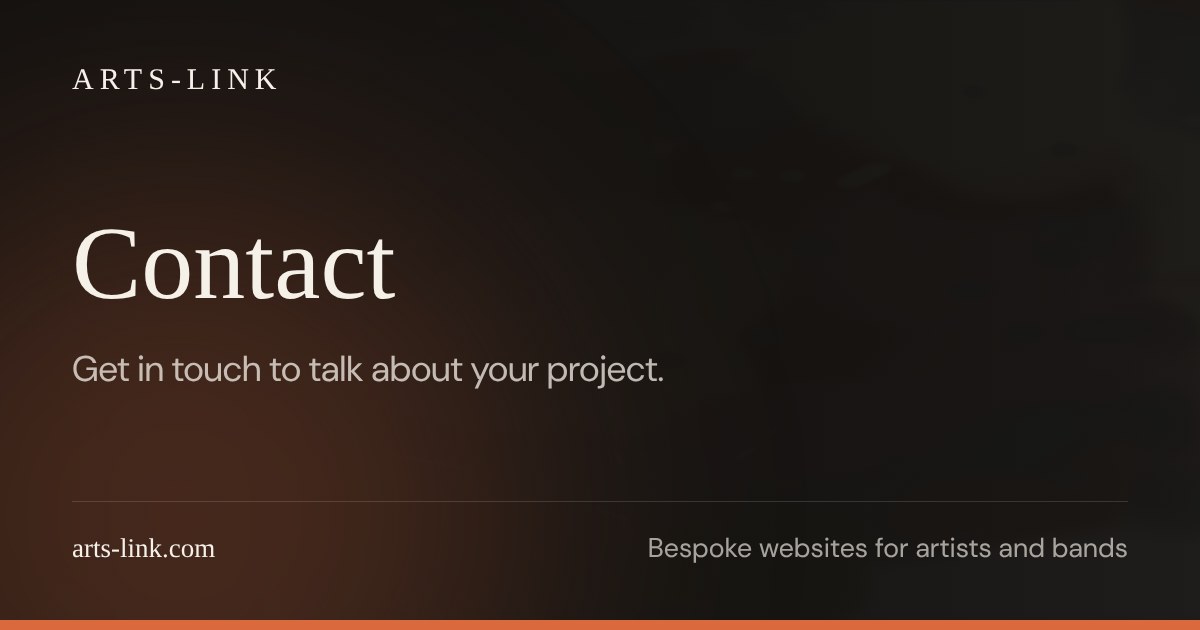 ARTS-LINK
Contact
Get in touch to talk about your project.
arts-link.com
Bespoke websites for artists and bands